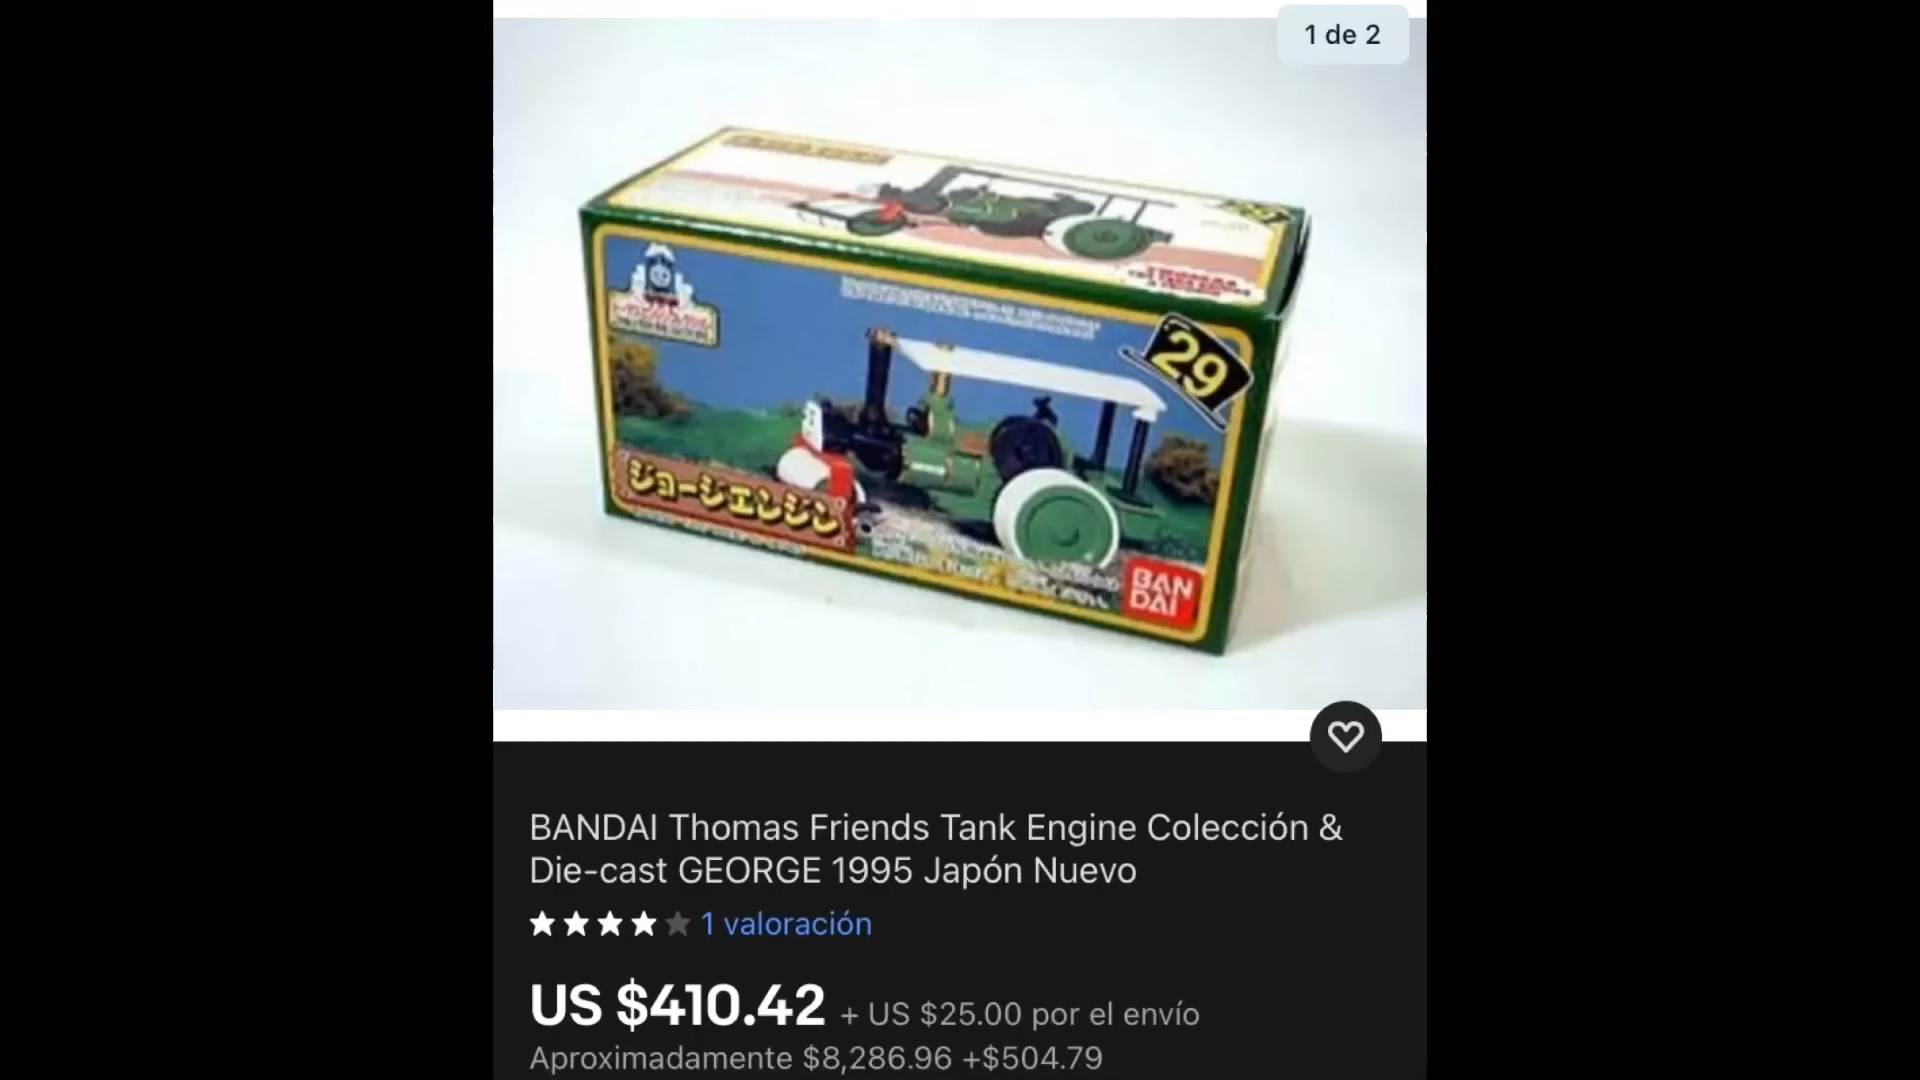 1 de 2
29
ジョージエンジン
BAN
DAI
BANDAI Thomas Friends Tank Engine Colección &
Die-cast GEORGE 1995 Japón Nuevo
1 valoración
US $410.42 + US $25.00 por el envío
Aproximadamente $8,286.96 +$504.79